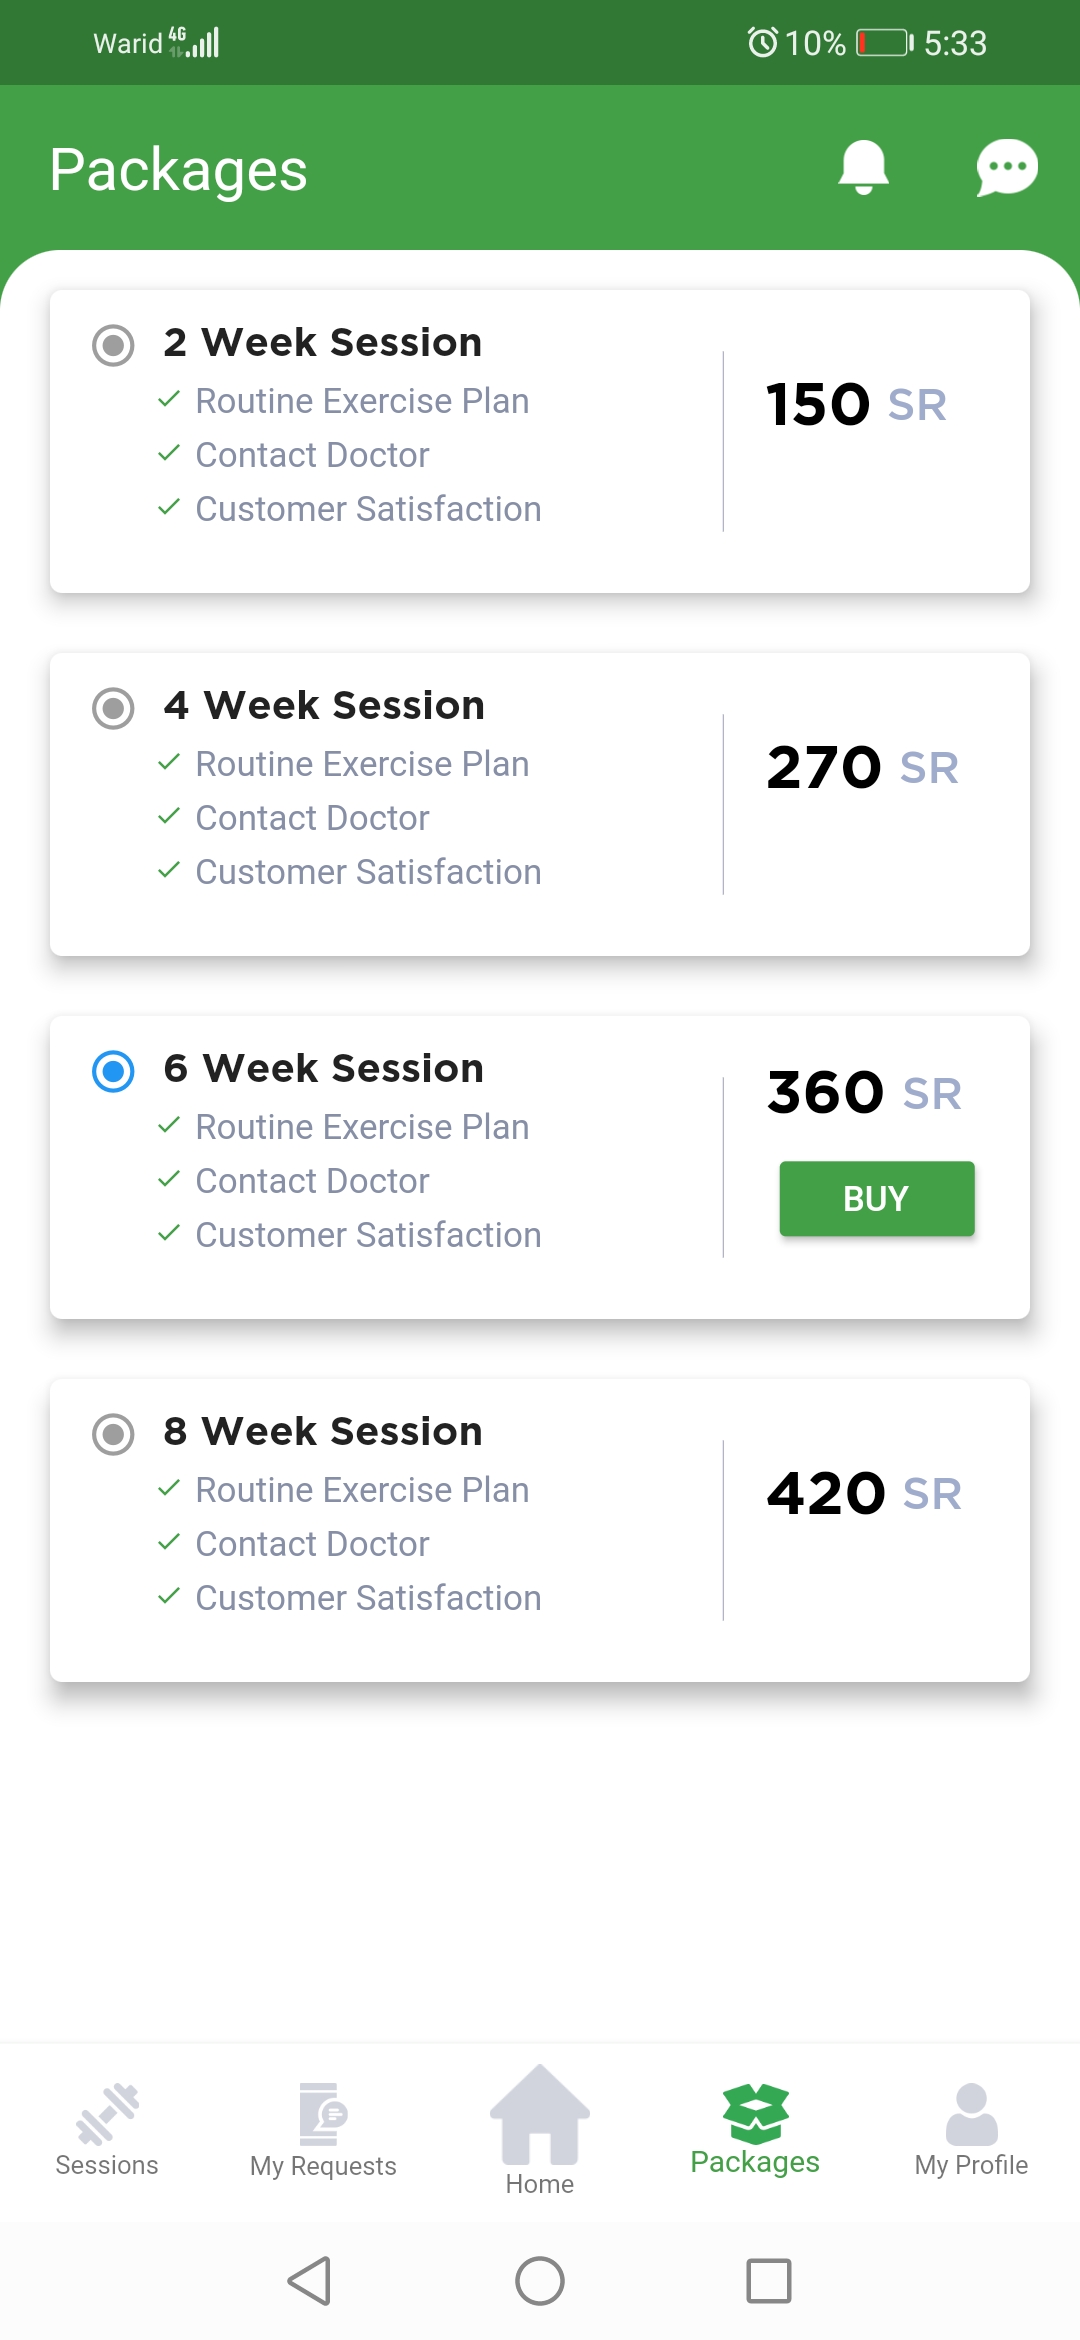 Warid 4G 10% 5:33
Packages
2 Week Session
Routine Exercise Plan
Contact Doctor
Customer Satisfaction
150 SR
4 Week Session
Routine Exercise Plan
Contact Doctor
Customer Satisfaction
270 SR
6 Week Session
Routine Exercise Plan
Contact Doctor
Customer Satisfaction
360 SR
BUY
8 Week Session
Routine Exercise Plan
Contact Doctor
Customer Satisfaction
420 SR
Sessions My Requests Home Packages My Profile